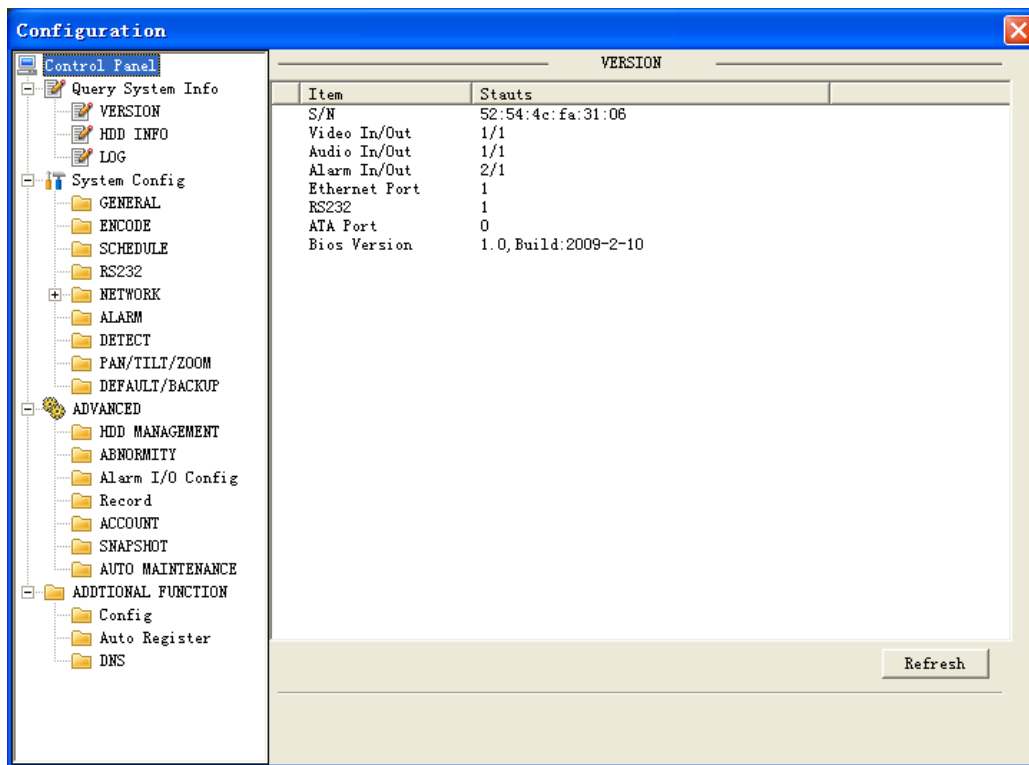 Configuration
Control Panel
Query System Info
VERSION
HDD INFO
LOG
System Config
GENERAL
ENCODE
SCHEDULE
RS232
NETWORK
ALARM
DETECT
PAN/TILT/ZOOM
DEFAULT/BACKUP
ADVANCED
HDD MANAGEMENT
ABNORMITY
Alarm I/O Config
Record
ACCOUNT
SNAPSHOT
AUTO MAINTENANCE
ADDTIONAL FUNCTION
Config
Auto Register
DNS
VERSION
Item Stauts
S/N 52:54:4c:fa:31:06
Video In/Out 1/1
Audio In/Out 1/1
Alarm In/Out 2/1
Ethernet Port 1
RS232 1
ATA Port 0
Bios Version 1.0,Build:2009-2-10
Refresh